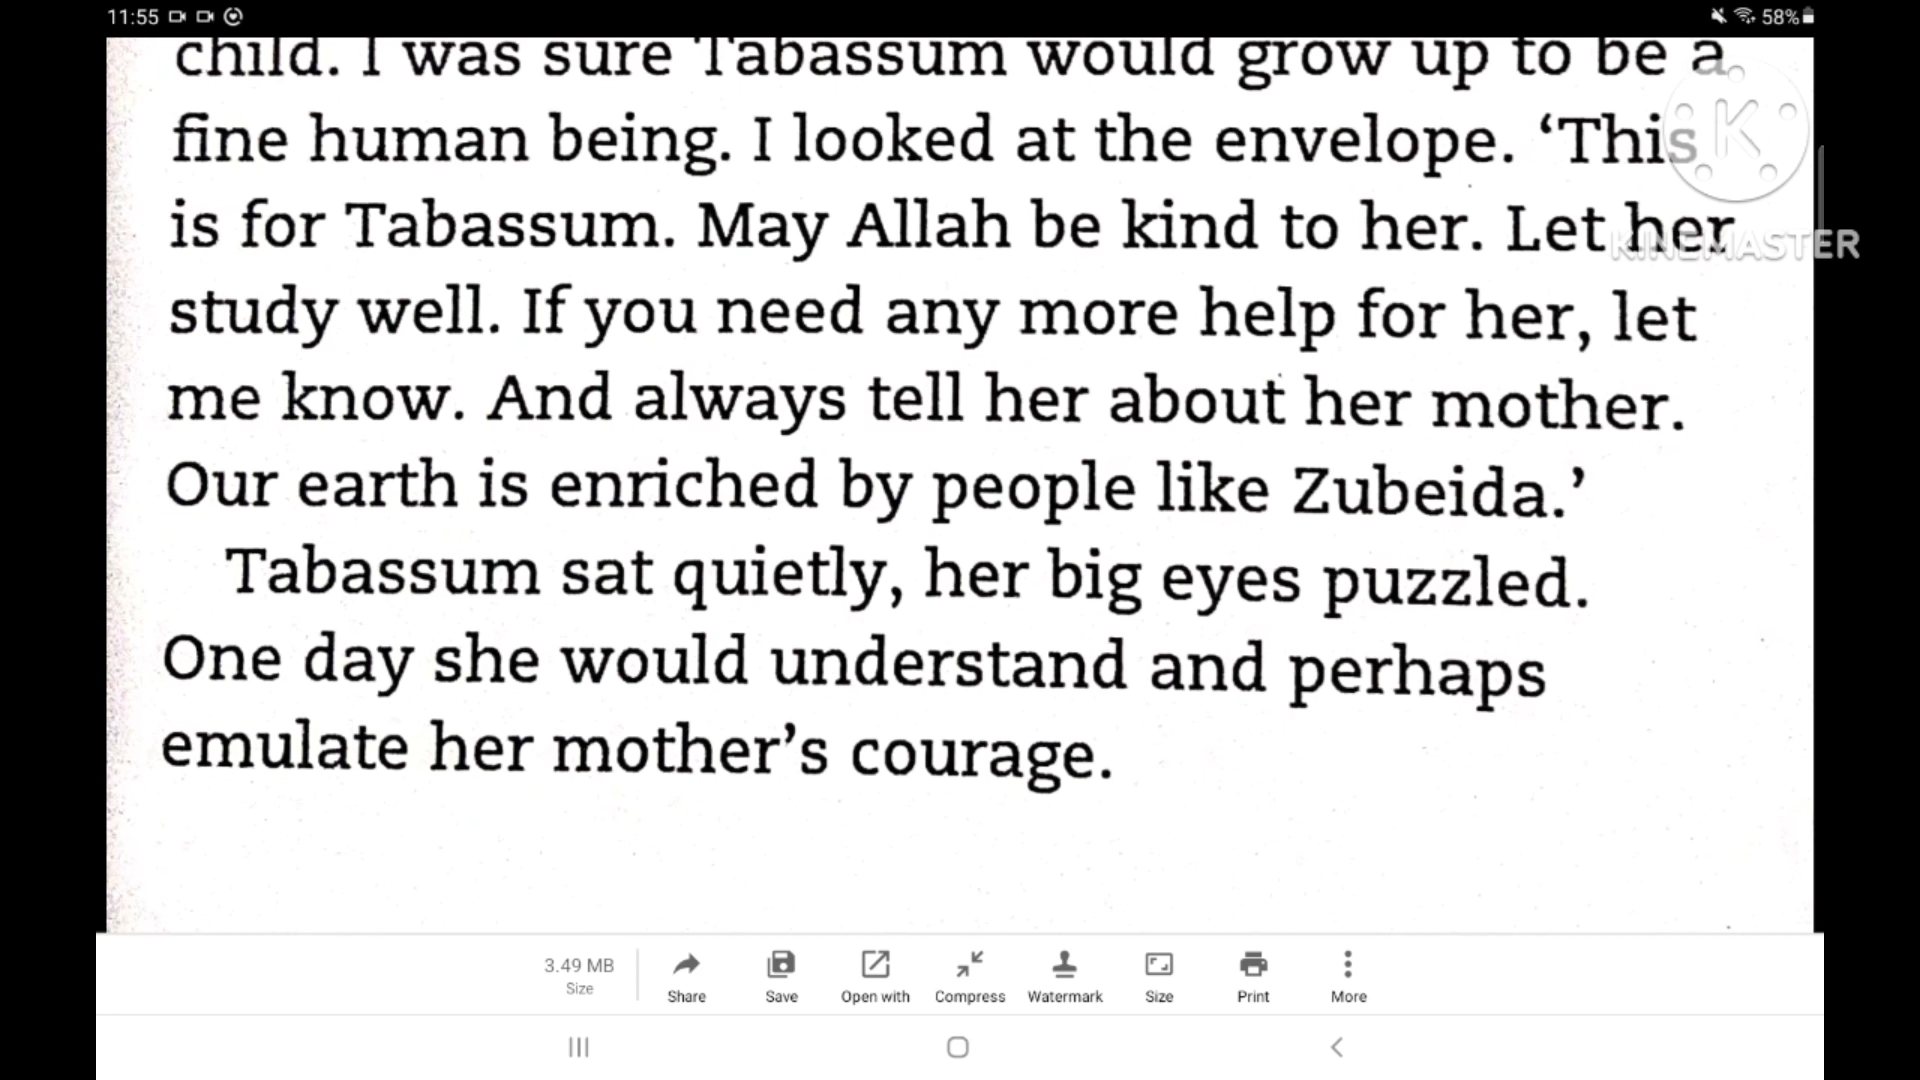 11:55
58%
child. I was sure Tabassum would grow up to be a
fine human being. I looked at the envelope. ‘This
is for Tabassum. May Allah be kind to her. Let her
study well. If you need any more help for her, let
me know. And always tell her about her mother.
Our earth is enriched by people like Zubeida.’
Tabassum sat quietly, her big eyes puzzled.
One day she would understand and perhaps
emulate her mother’s courage.
K
KINEMASTER
3.49 MB
Size
Share
Save
Open with
Compress
Watermark
Size
Print
More